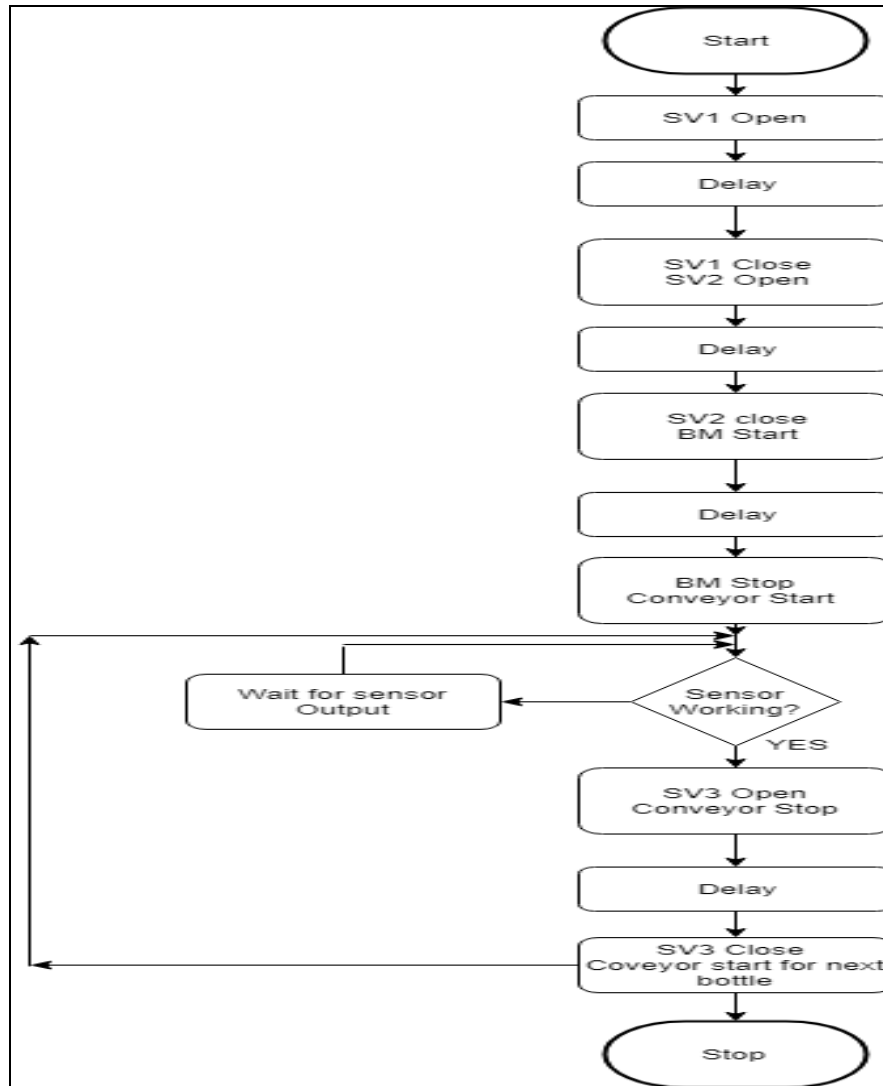 Start
SV1 Open
Delay
SV1 Close
SV2 Open
Delay
SV2 close
BM Start
Delay
BM Stop
Conveyor Start
Wait for sensor
Output
Sensor
Working?
YES
SV3 Open
Conveyor Stop
Delay
SV3 Close
Coveyor start for next
bottle
Stop